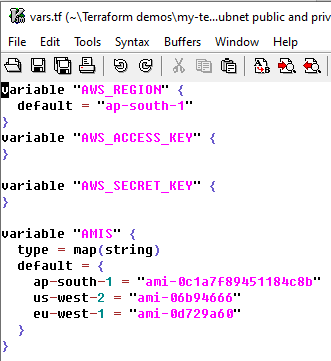 vars.tf (~\Terraform demos\my-te...ubnet public and priv
File Edit Tools Syntax Buffers Window Help
variable "AWS_REGION" {
  default = "ap-south-1"
}
variable "AWS_ACCESS_KEY" {
}
variable "AWS_SECRET_KEY" {
}
variable "AMIS" {
  type = map(string)
  default = {
    ap-south-1 = "ami-0c1a7f89451184c8b"
    us-west-2 = "ami-06b94666"
    eu-west-1 = "ami-0d729a60"
  }
}